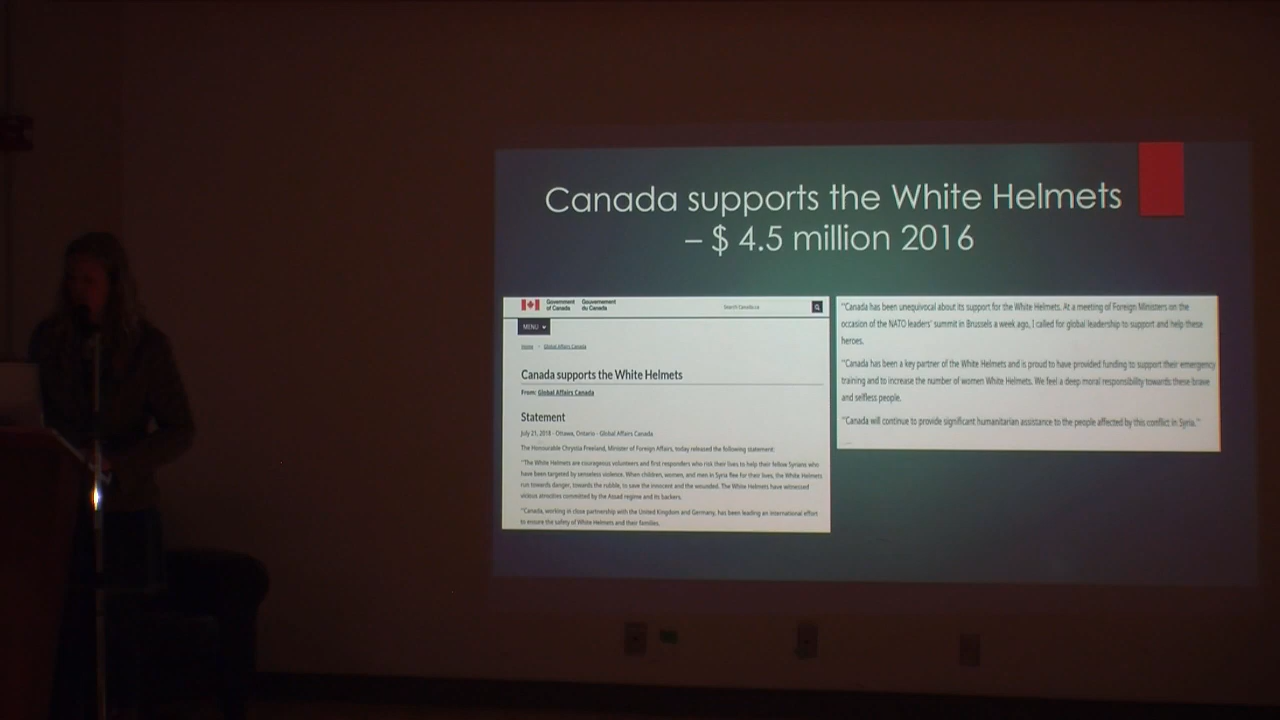 Canada supports the White Helmets
– $ 4.5 million 2016
Government of Canada
Gouvernement du Canada
Search Canada.ca
MENU
Home
Global Affairs Canada
Canada supports the White Helmets
From: Global Affairs Canada
Statement
July 21, 2018 - Ottawa, Ontario - Global Affairs Canada
The Honourable Chrystia Freeland, Minister of Foreign Affairs, today released the following statement:
"The White Helmets are courageous volunteers and first responders who risk their lives to help their fellow Syrians who
have been targeted by senseless violence. When children, women, and men in Syria flee for their lives, the White Helmets
run towards danger, towards the rubble, to save the innocent and the wounded. The White Helmets have witnessed
vicious atrocities committed by the Assad regime and its backers.
"Canada, working in close partnership with the United Kingdom and Germany, has been leading an international effort
to ensure the safety of White Helmets and their families.
"Canada has been unequivocal about its support for the White Helmets. At a meeting of Foreign Ministers on the
occasion of the NATO leaders' summit in Brussels a week ago, I called for global leadership to support and help these
heroes.
"Canada has been a key partner of the White Helmets and is proud to have provided funding to support their emergency
training and to increase the number of women White Helmets. We feel a deep moral responsibility towards these brave
and selfless people.
"Canada will continue to provide significant humanitarian assistance to the people affected by this conflict in Syria."